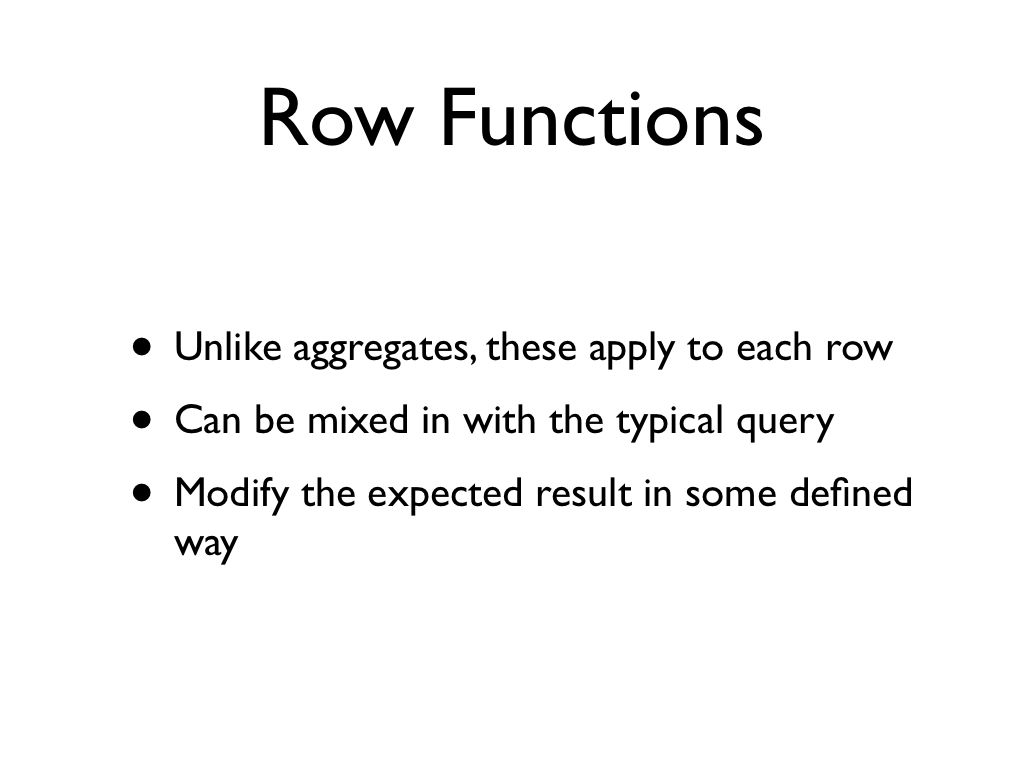 Row Functions
• Unlike aggregates, these apply to each row
• Can be mixed in with the typical query
• Modify the expected result in some defined
way